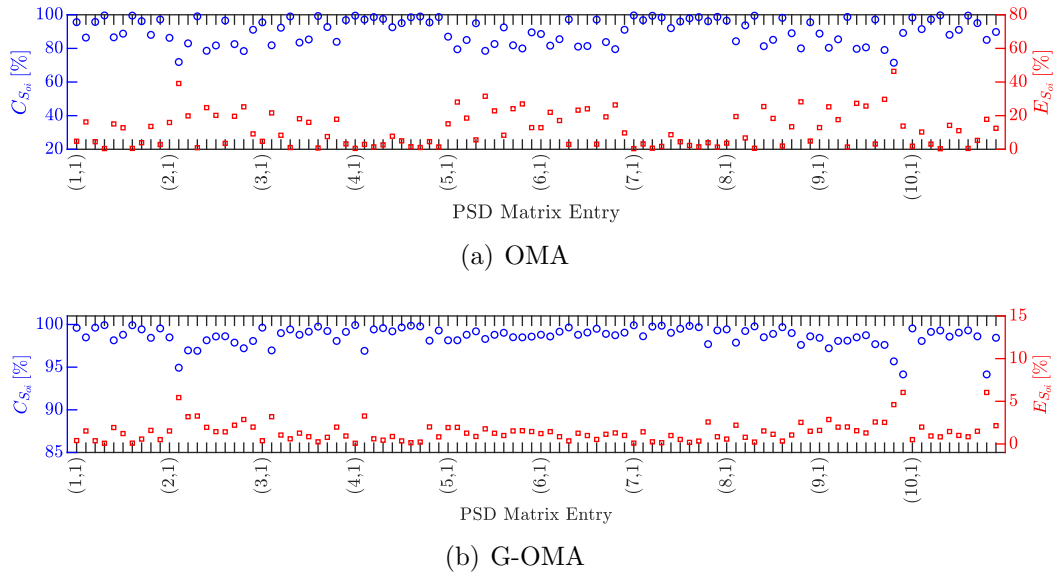 100 80
80 60
60 40
40 20
20 0
C_{S_{oi}} [%]
E_{S_{oi}} [%]
(1,1) (2,1) (3,1) (4,1) (5,1) (6,1) (7,1) (8,1) (9,1) (10,1)
PSD Matrix Entry
(a) OMA
100 15
95 10
90 5
85 0
C_{S_{oi}} [%]
E_{S_{oi}} [%]
(1,1) (2,1) (3,1) (4,1) (5,1) (6,1) (7,1) (8,1) (9,1) (10,1)
PSD Matrix Entry
(b) G-OMA